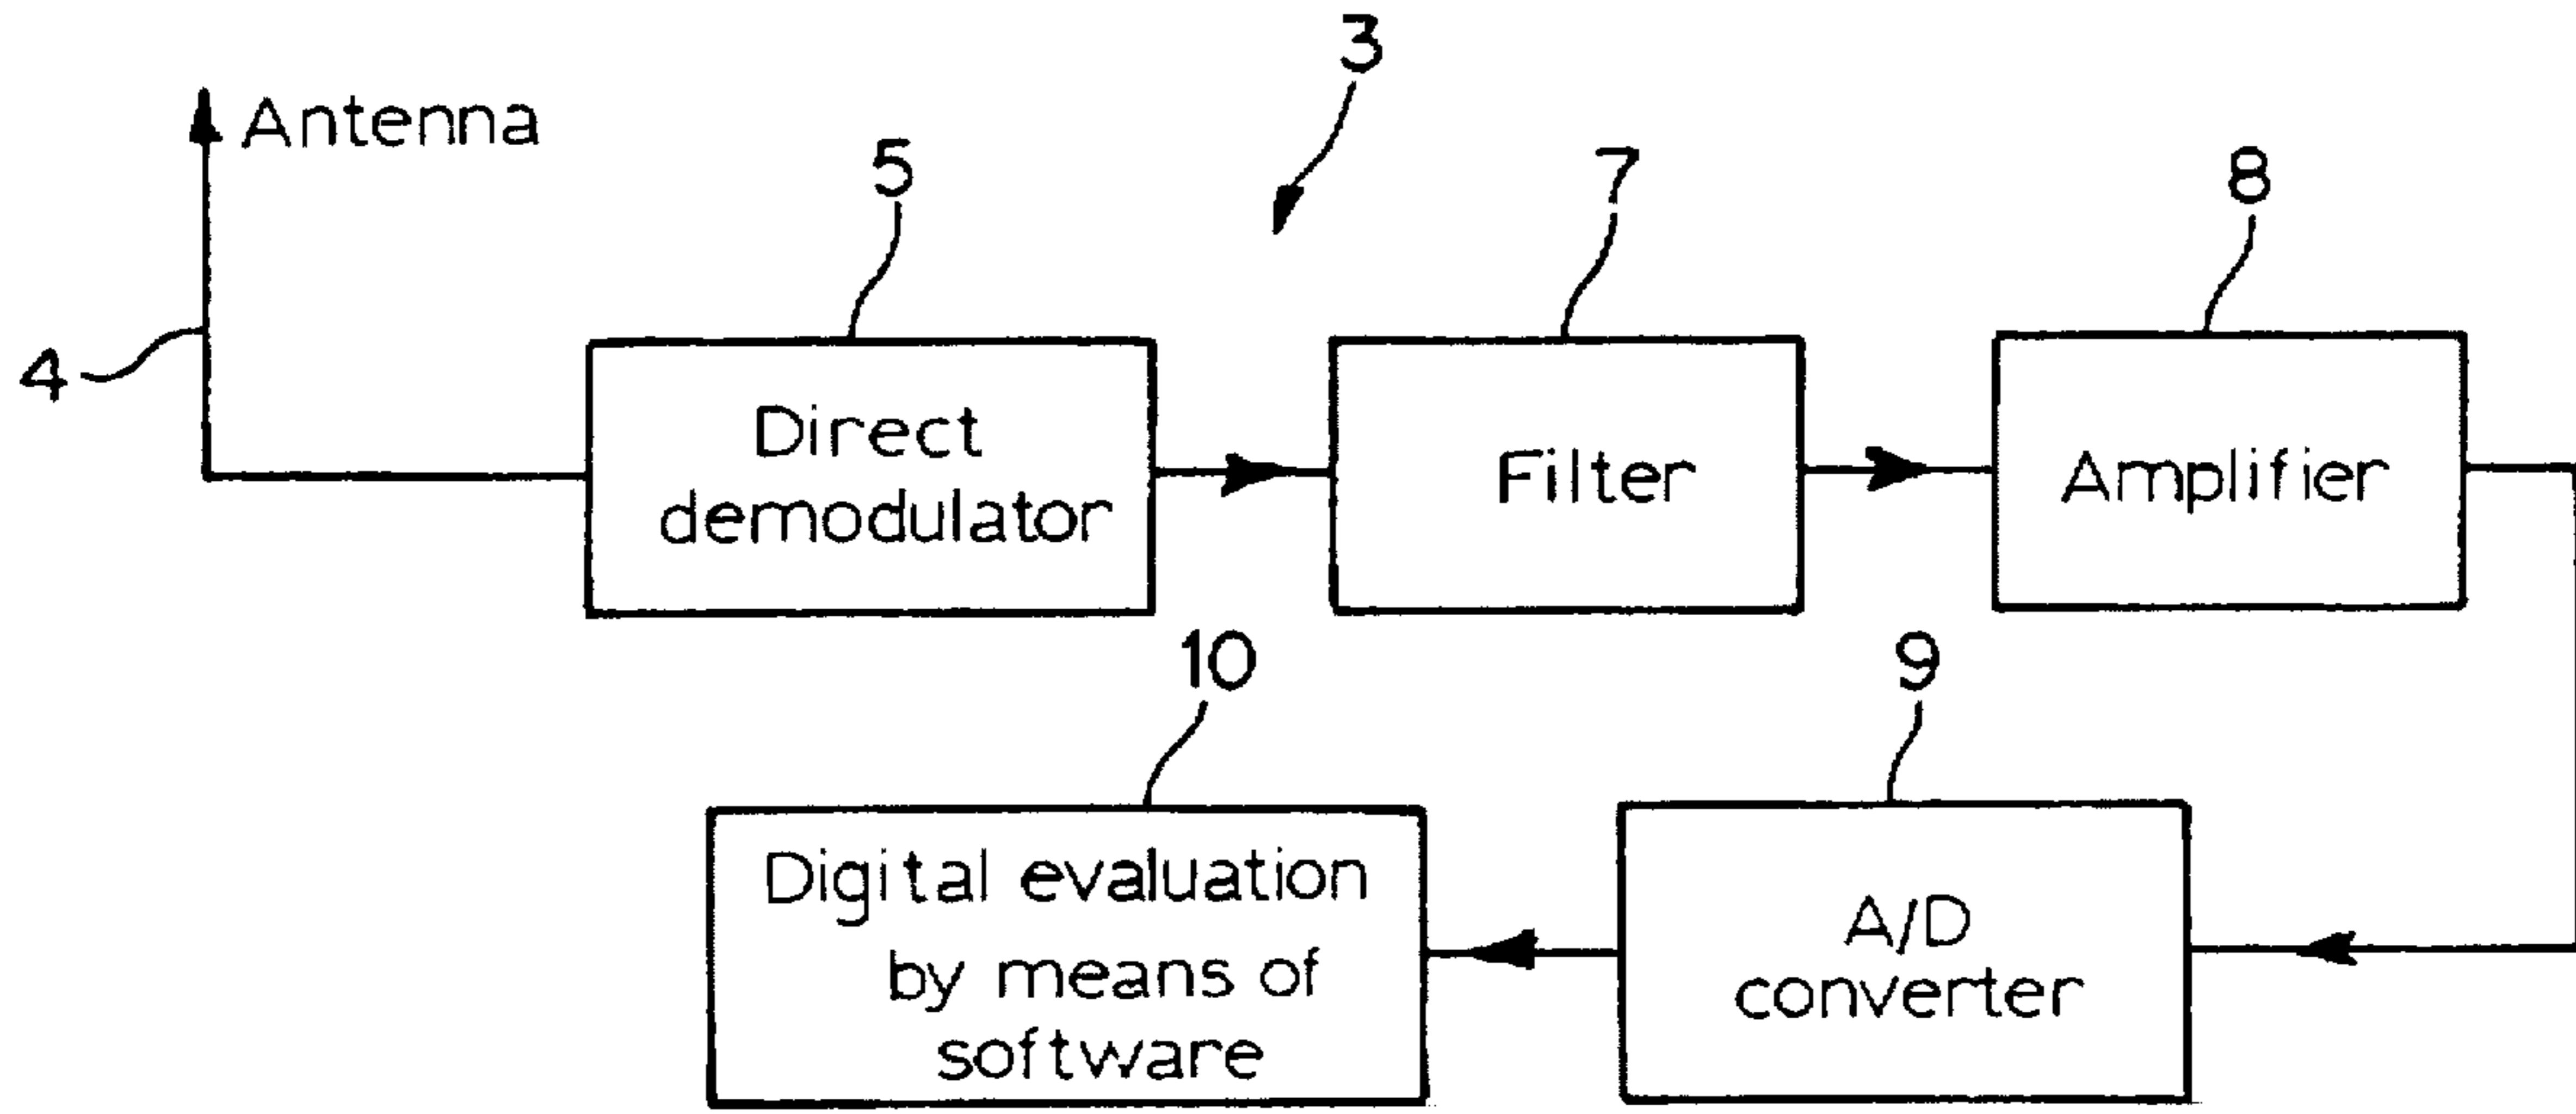 3
Antenna
5
7
8
4
Direct
demodulator
Filter
Amplifier
10
9
Digital evaluation
by means of
software
A/D
converter